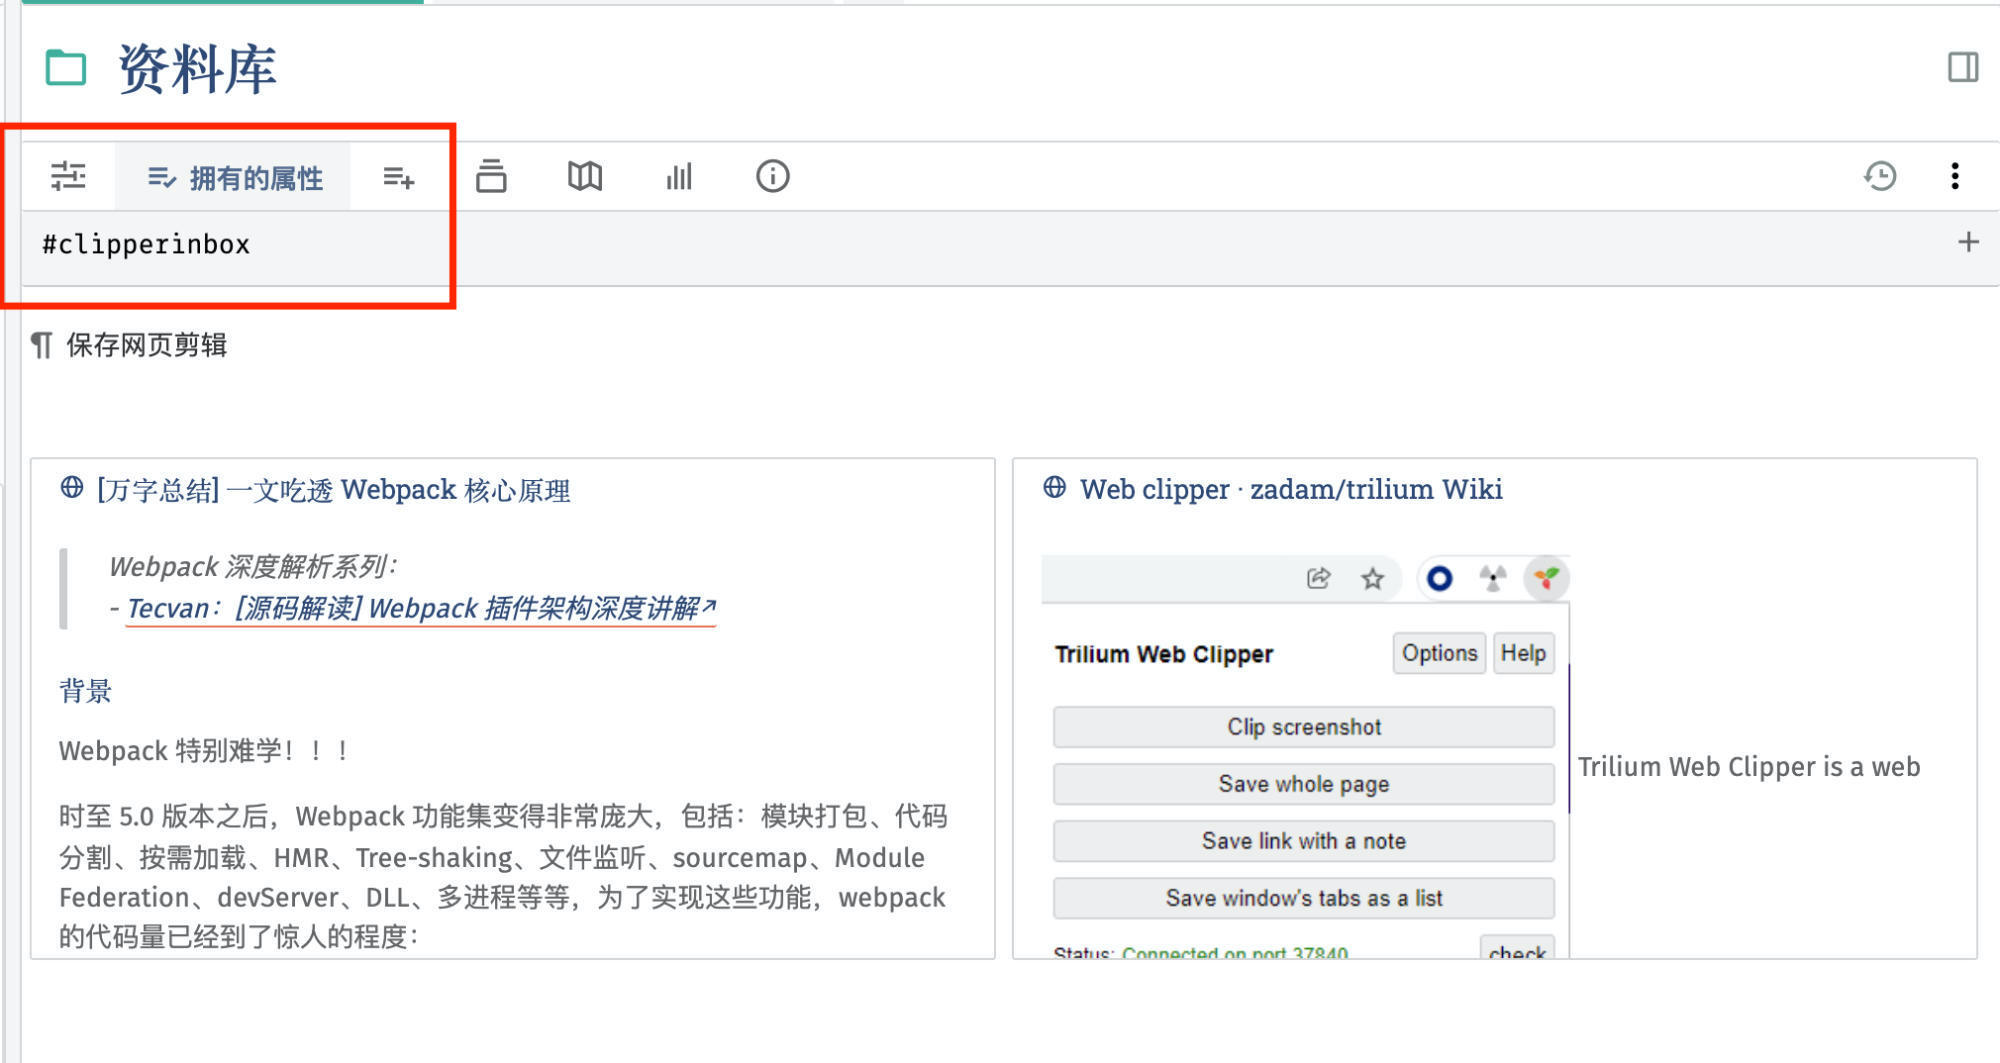 资料库
拥有的属性
#clipperinbox
¶ 保存网页剪辑
[万字总结] 一文吃透 Webpack 核心原理
Webpack 深度解析系列：
- Tecvan：[源码解读] Webpack 插件架构深度讲解↗
背景
Webpack 特别难学！！！
时至 5.0 版本之后，Webpack 功能集变得非常庞大，包括：模块打包、代码
分割、按需加载、HMR、Tree-shaking、文件监听、sourcemap、Module
Federation、devServer、DLL、多进程等等，为了实现这些功能，webpack
的代码量已经到了惊人的程度：
Web clipper · zadam/trilium Wiki
Trilium Web Clipper
Options
Help
Clip screenshot
Save whole page
Save link with a note
Save window's tabs as a list
Status: Connected on port 37840
check
Trilium Web Clipper is a web